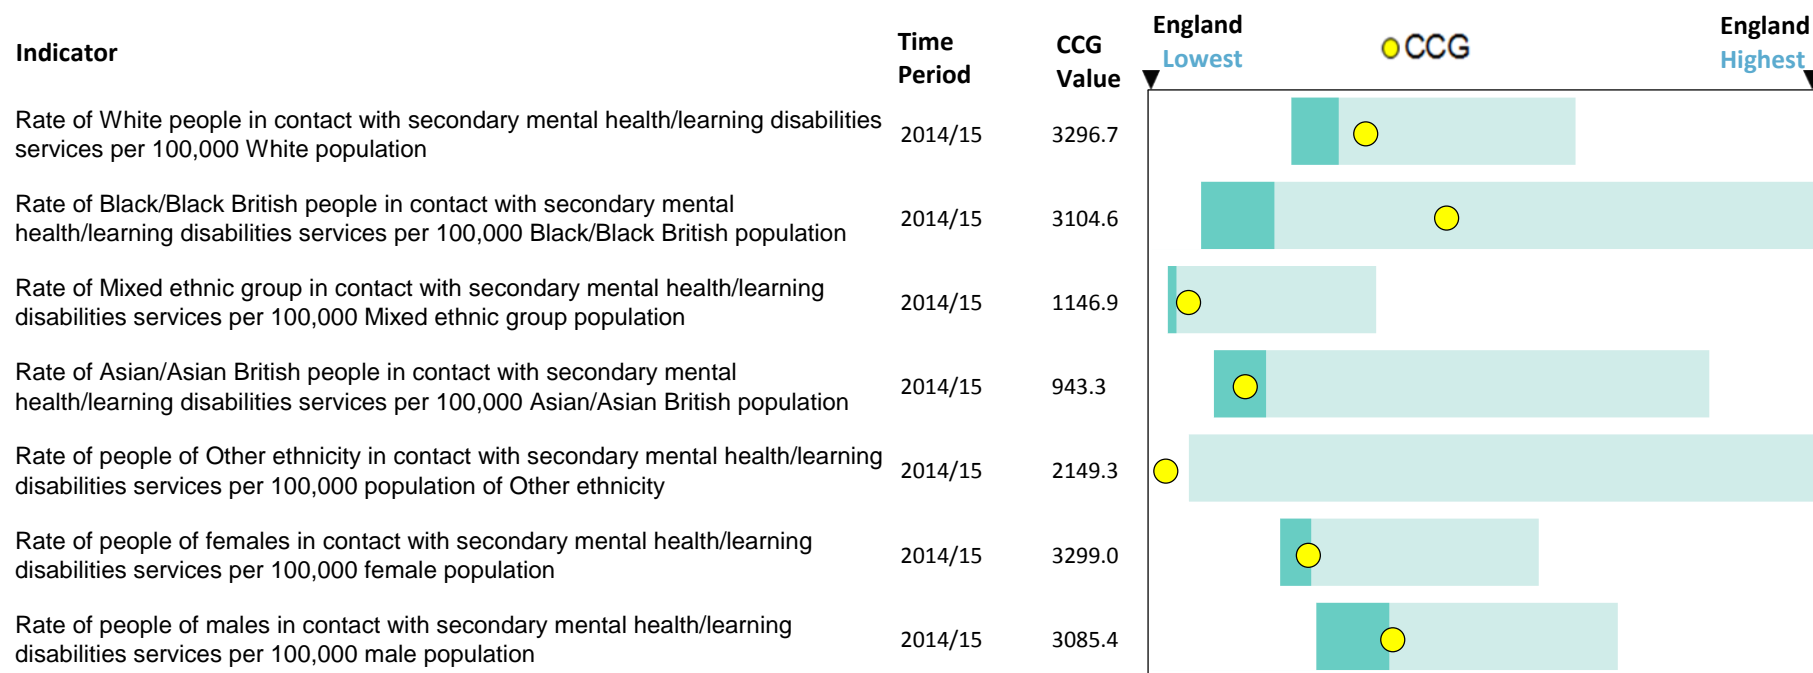 Indicator
Time Period
CCG Value
England Lowest
CCG
England Highest
Rate of White people in contact with secondary mental health/learning disabilities
services per 100,000 White population
2014/15
3296.7
Rate of Black/Black British people in contact with secondary mental
health/learning disabilities services per 100,000 Black/Black British population
2014/15
3104.6
Rate of Mixed ethnic group in contact with secondary mental health/learning
disabilities services per 100,000 Mixed ethnic group population
2014/15
1146.9
Rate of Asian/Asian British people in contact with secondary mental
health/learning disabilities services per 100,000 Asian/Asian British population
2014/15
943.3
Rate of people of Other ethnicity in contact with secondary mental health/learning
disabilities services per 100,000 population of Other ethnicity
2014/15
2149.3
Rate of people of females in contact with secondary mental health/learning
disabilities services per 100,000 female population
2014/15
3299.0
Rate of people of males in contact with secondary mental health/learning
disabilities services per 100,000 male population
2014/15
3085.4